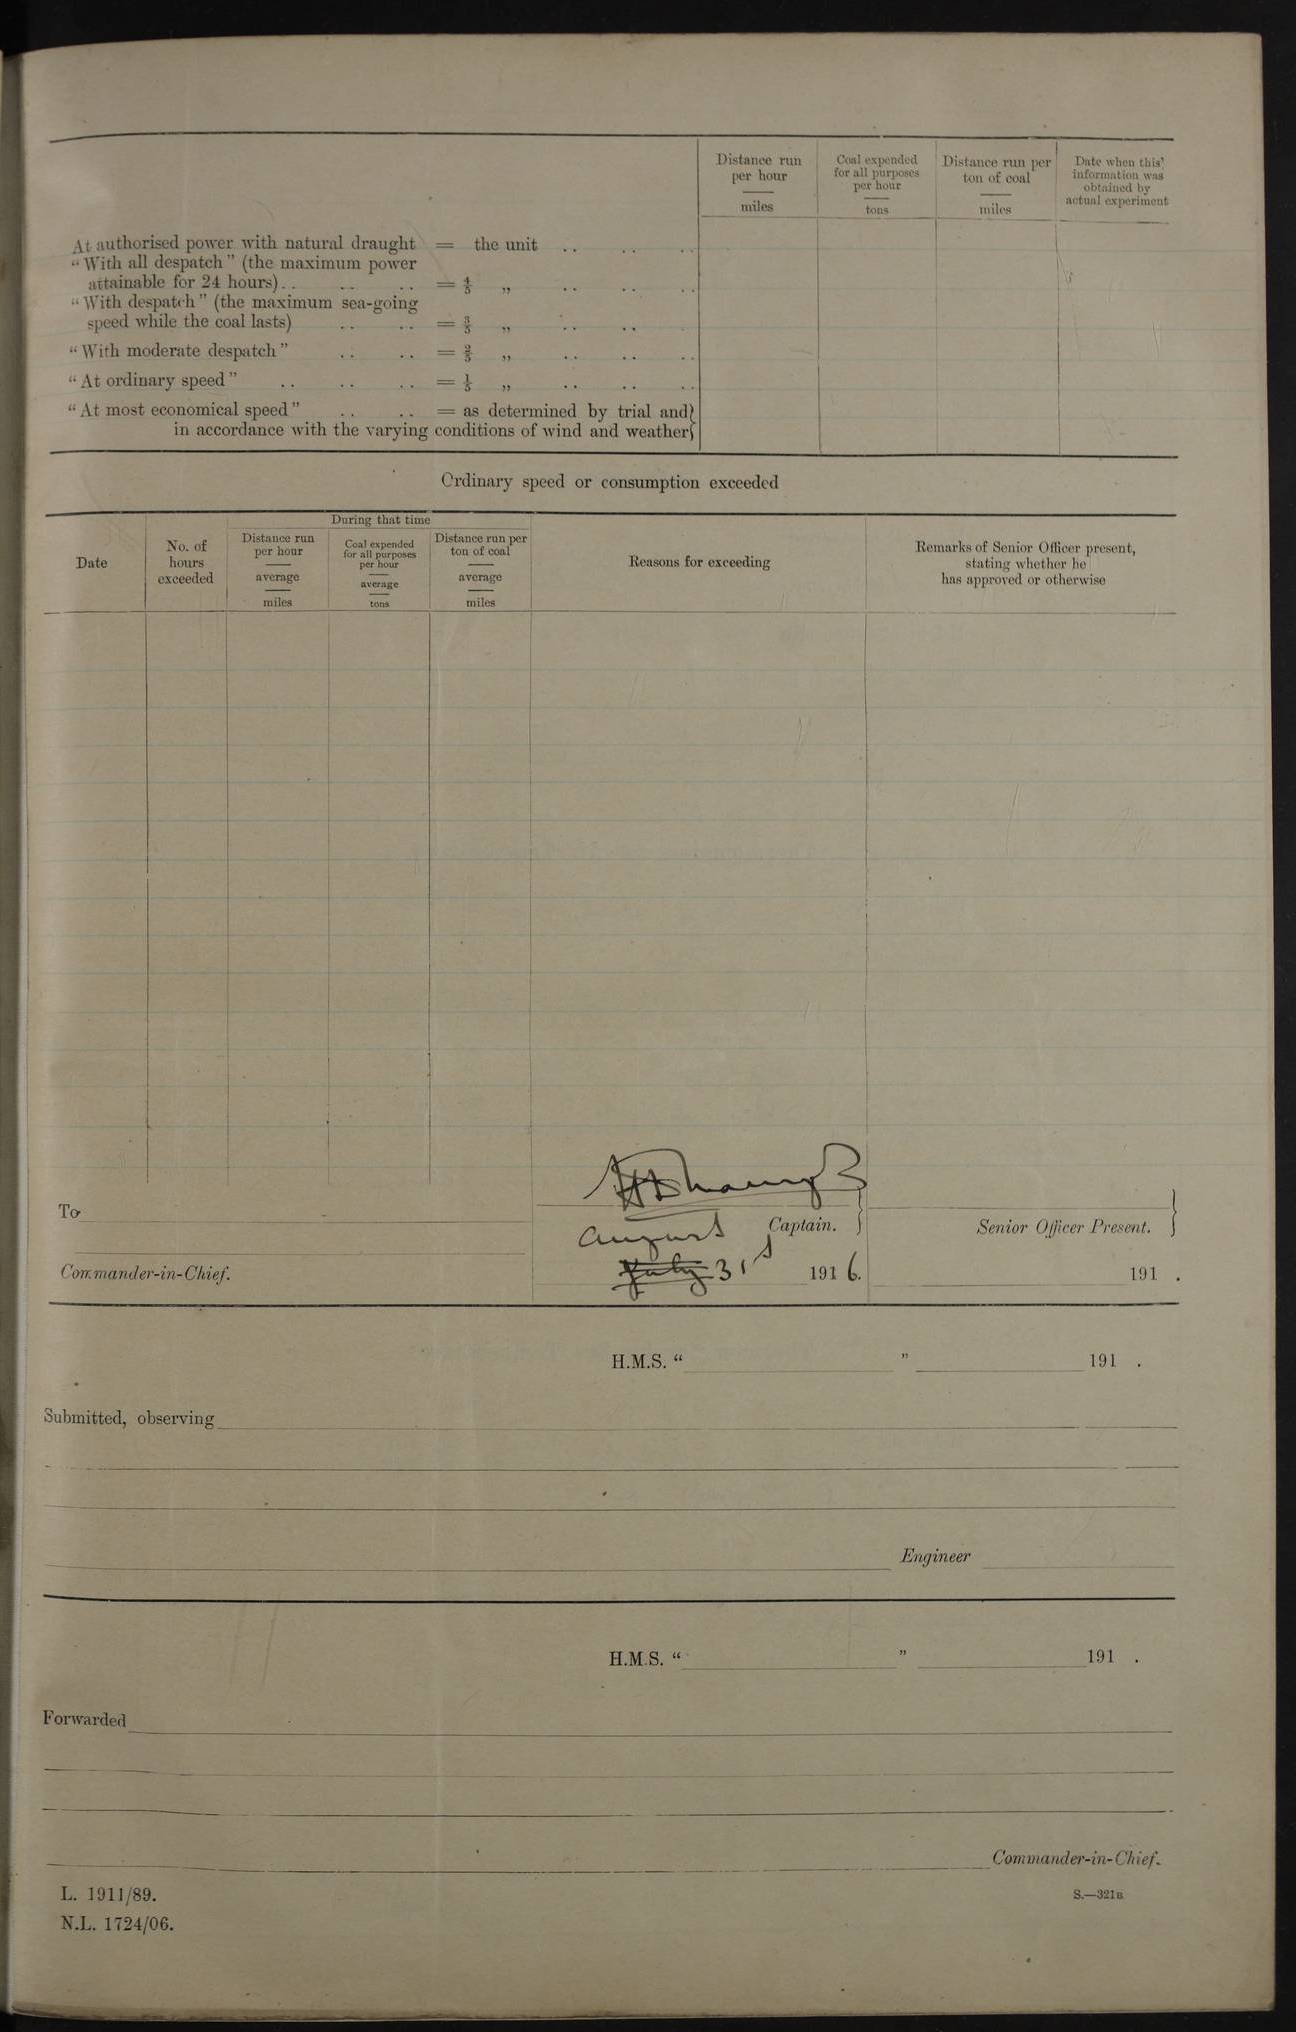 Distance run
per hour
miles
Coal expended
for all purposes
per hour
tons
Distance run per
ton of coal
miles
Date when this
information was
obtained by
actual experiment
At authorised power with natural draught = the unit .. .. ..
“With all despatch” (the maximum power
attainable for 24 hours).. .. .. = 4/5 „ .. .. ..
“With despatch” (the maximum sea-going
speed while the coal lasts) .. .. = 3/5 „ .. .. .
“With moderate despatch” .. .. = 2/5 „ .. .. ..
“At ordinary speed” .. .. .. = 1/5 „ .. .. ..
“At most economical speed” .. .. = as determined by trial and}
in accordance with the varying conditions of wind and weather}
Ordinary speed or consumption exceeded
Date
No. of
hours
exceeded
During that time
Distance run
per hour
average
miles
Coal expended
for all purposes
per hour
average
tons
Distance run per
ton of coal
average
miles
Reasons for exceeding
Remarks of Senior Officer present,
stating whether he
has approved or otherwise
To
Captain. }
Senior Officer Present. }
August
Commander-in-Chief.
July 31st 1916.
191 .
H.M.S. “ ” 191 .
Submitted, observing
Engineer
H.M.S. “ ” 191 .
Forwarded
Commander-in-Chief.
L. 1911/89.
S.—321B
N.L. 1724/06.